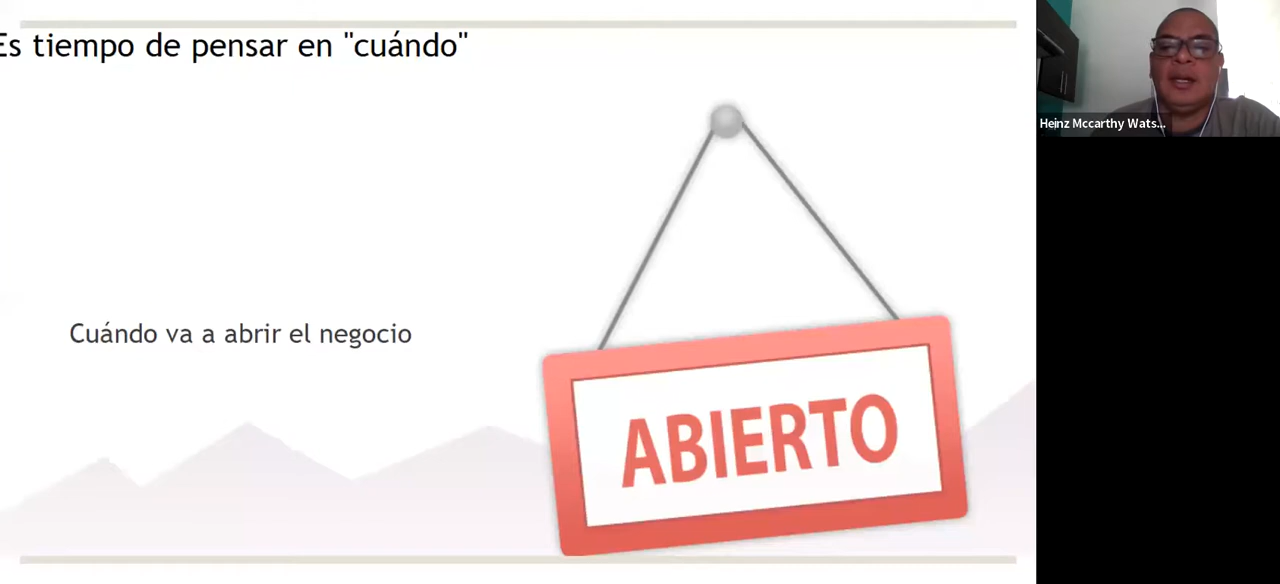 Es tiempo de pensar en "cuándo"
Heinz Mccarthy Wats...
Cuándo va a abrir el negocio
ABIERTO